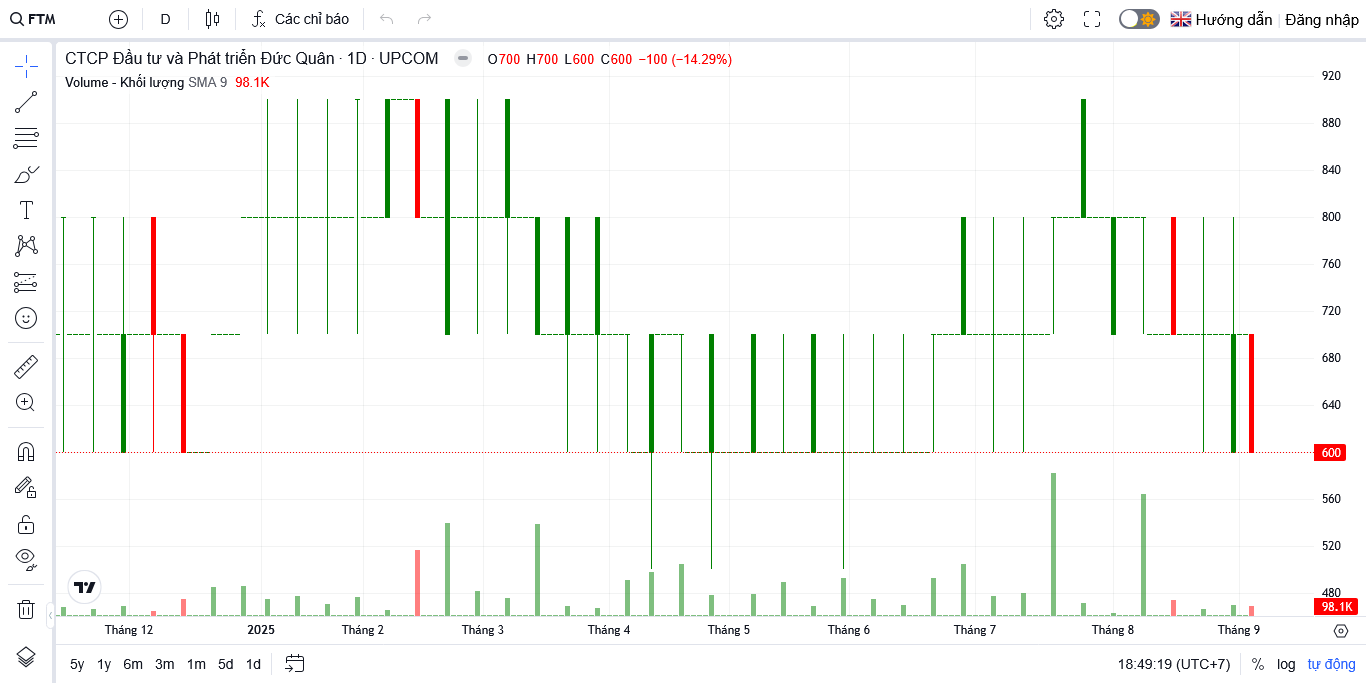 FTM D Các chỉ báo Hướng dẫn Đăng nhập
CTCP Đầu tư và Phát triển Đức Quân · 1D · UPCOM O700 H700 L600 C600 −100 (−14.29%)
Volume - Khối lượng SMA 9 98.1K
920
880
840
800
760
720
680
640
600
560
520
480
98.1K
Tháng 12 2025 Tháng 2 Tháng 3 Tháng 4 Tháng 5 Tháng 6 Tháng 7 Tháng 8 Tháng 9
5y 1y 6m 3m 1m 5d 1d 18:49:19 (UTC+7) % log tự động